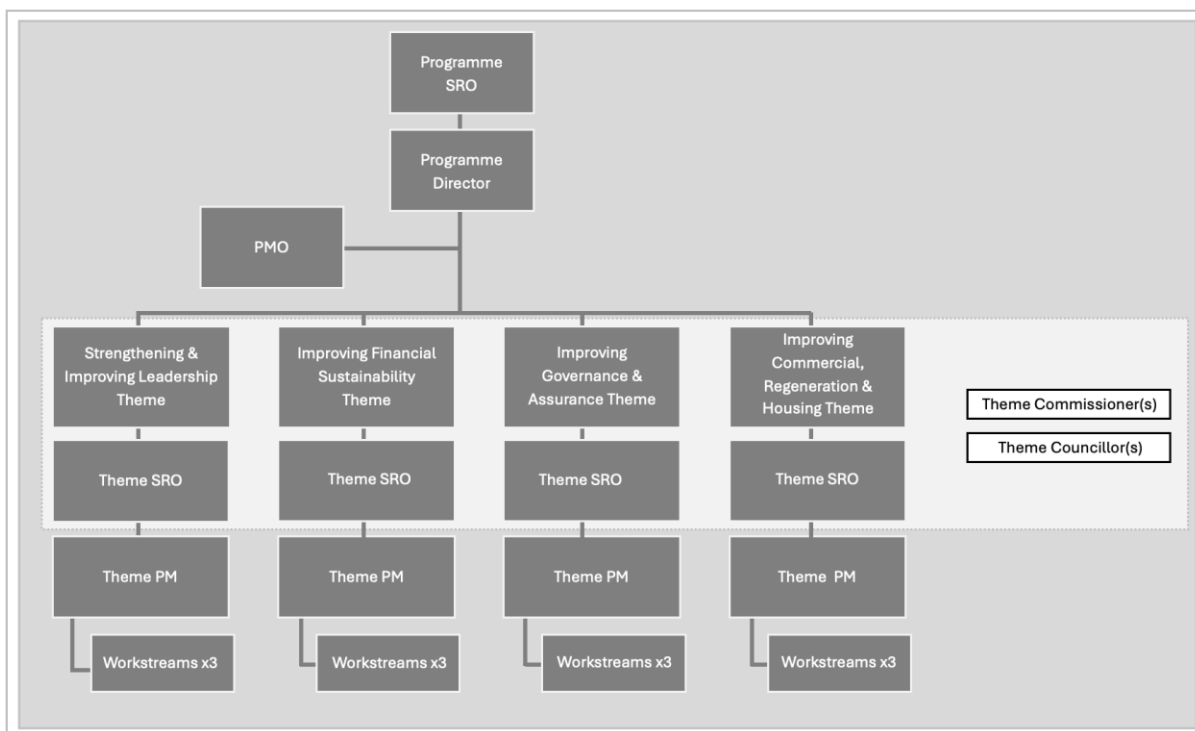 Programme
SRO
Programme
Director
PMO
Strengthening &
Improving Leadership
Theme
Improving Financial
Sustainability
Theme
Improving
Governance &
Assurance Theme
Improving
Commercial,
Regeneration &
Housing Theme
Theme Commissioner(s)
Theme Councillor(s)
Theme SRO
Theme SRO
Theme SRO
Theme SRO
Theme PM
Theme PM
Theme PM
Theme PM
Workstreams x3
Workstreams x3
Workstreams x3
Workstreams x3